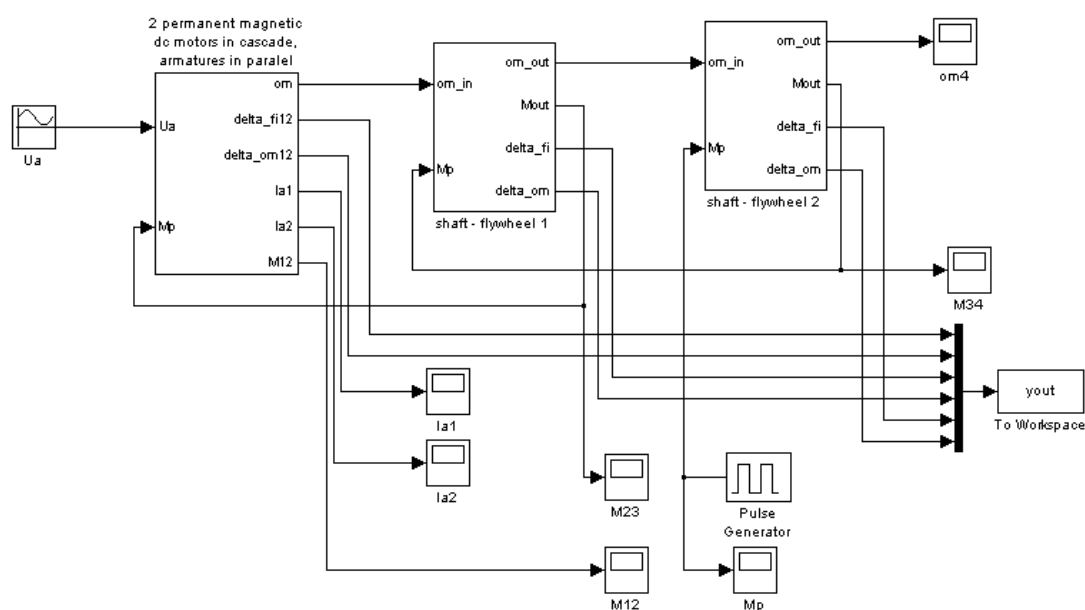 2 permanent magnetic
dc motors in cascade,
armatures in paralel
Ua
Ua
Mp
om
delta_fi12
delta_om12
Ia1
Ia2
M12
om_in
Mp
om_out
Mout
delta_fi
delta_om
shaft - flywheel 1
om_in
Mp
om_out
Mout
delta_fi
delta_om
shaft - flywheel 2
om4
M34
yout
To Workspace
Ia1
Ia2
M23
M12
Pulse
Generator
Mp